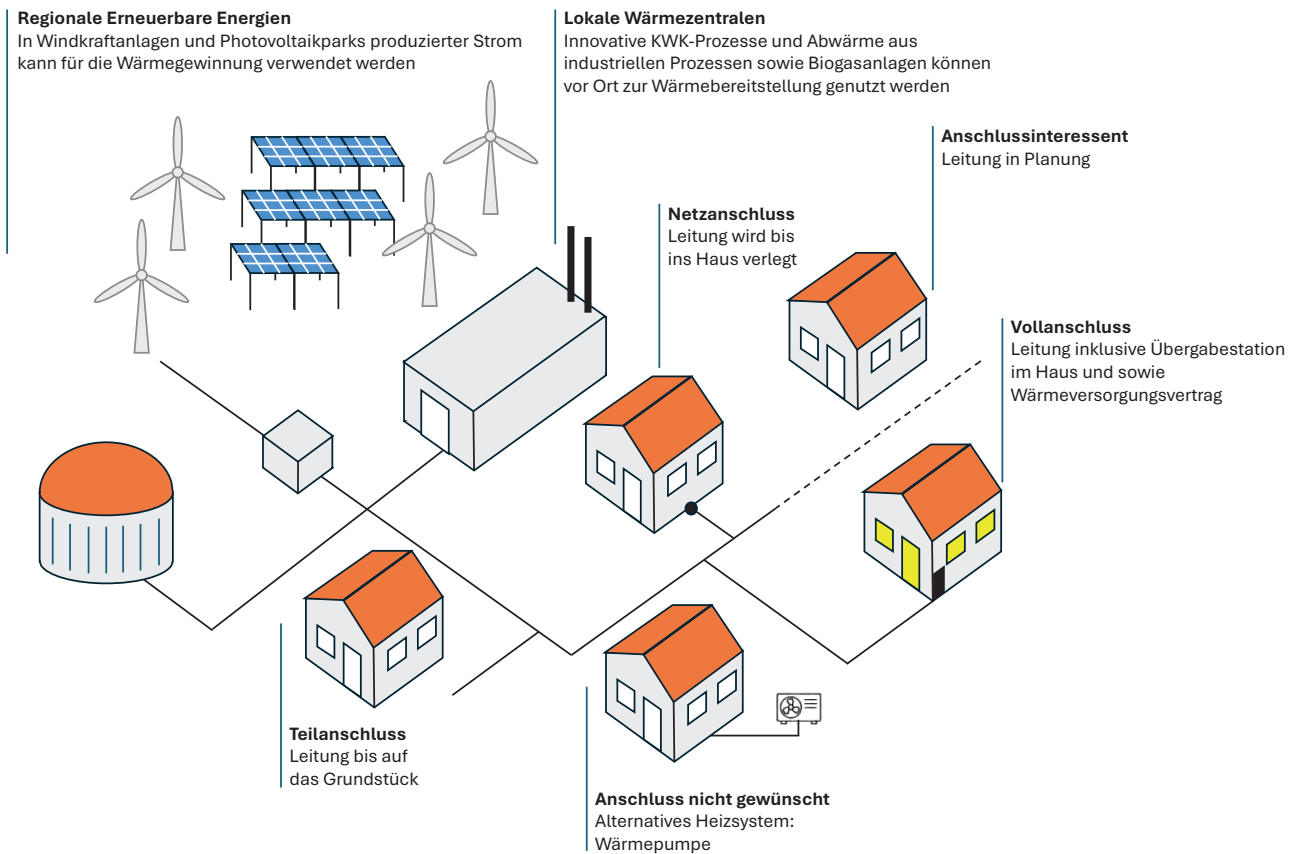 Regionale Erneuerbare Energien
In Windkraftanlagen und Photovoltaikparks produzierter Strom
kann für die Wärmegewinnung verwendet werden
Lokale Wärmezentralen
Innovative KWK-Prozesse und Abwärme aus
industriellen Prozessen sowie Biogasanlagen können
vor Ort zur Wärmebereitstellung genutzt werden
Anschlussinteressent
Leitung in Planung
Netzanschluss
Leitung wird bis
ins Haus verlegt
Vollanschluss
Leitung inklusive Übergabestation
im Haus und sowie
Wärmeversorgungsvertrag
Teilanschluss
Leitung bis auf
das Grundstück
Anschluss nicht gewünscht
Alternatives Heizsystem:
Wärmepumpe